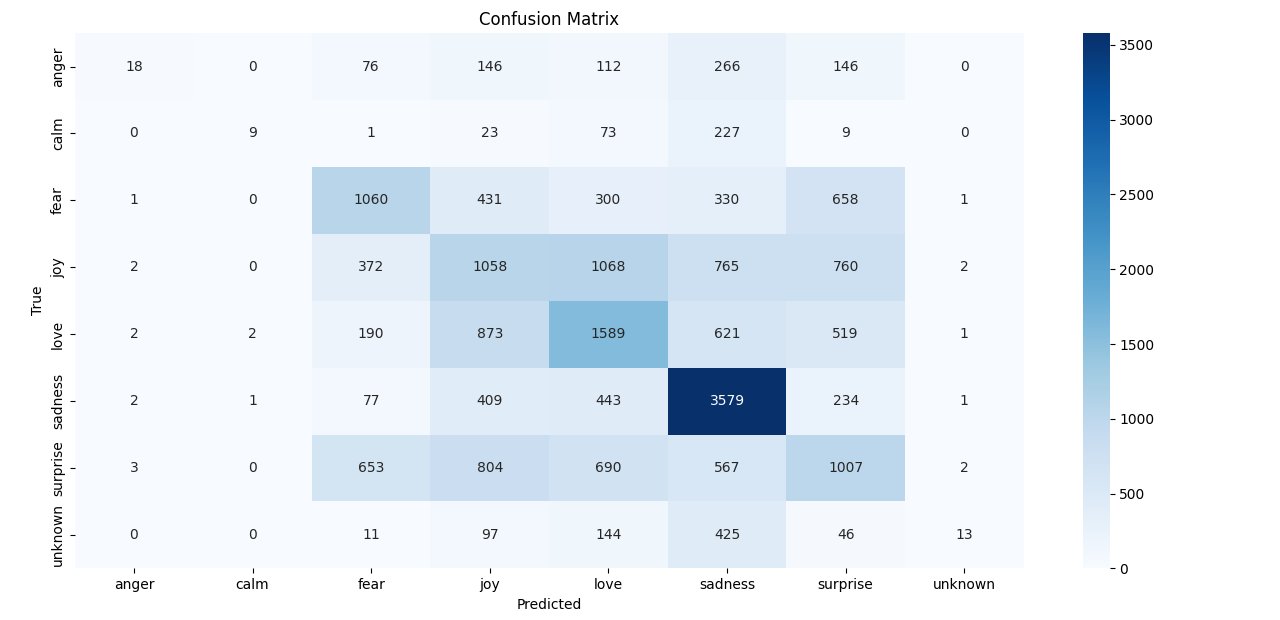 Confusion Matrix
True
anger 18 0 76 146 112 266 146 0
calm 0 9 1 23 73 227 9 0
fear 1 0 1060 431 300 330 658 1
joy 2 0 372 1058 1068 765 760 2
love 2 2 190 873 1589 621 519 1
sadness 2 1 77 409 443 3579 234 1
surprise 3 0 653 804 690 567 1007 2
unknown 0 0 11 97 144 425 46 13
anger calm fear joy love sadness surprise unknown
Predicted
3500
3000
2500
2000
1500
1000
500
0